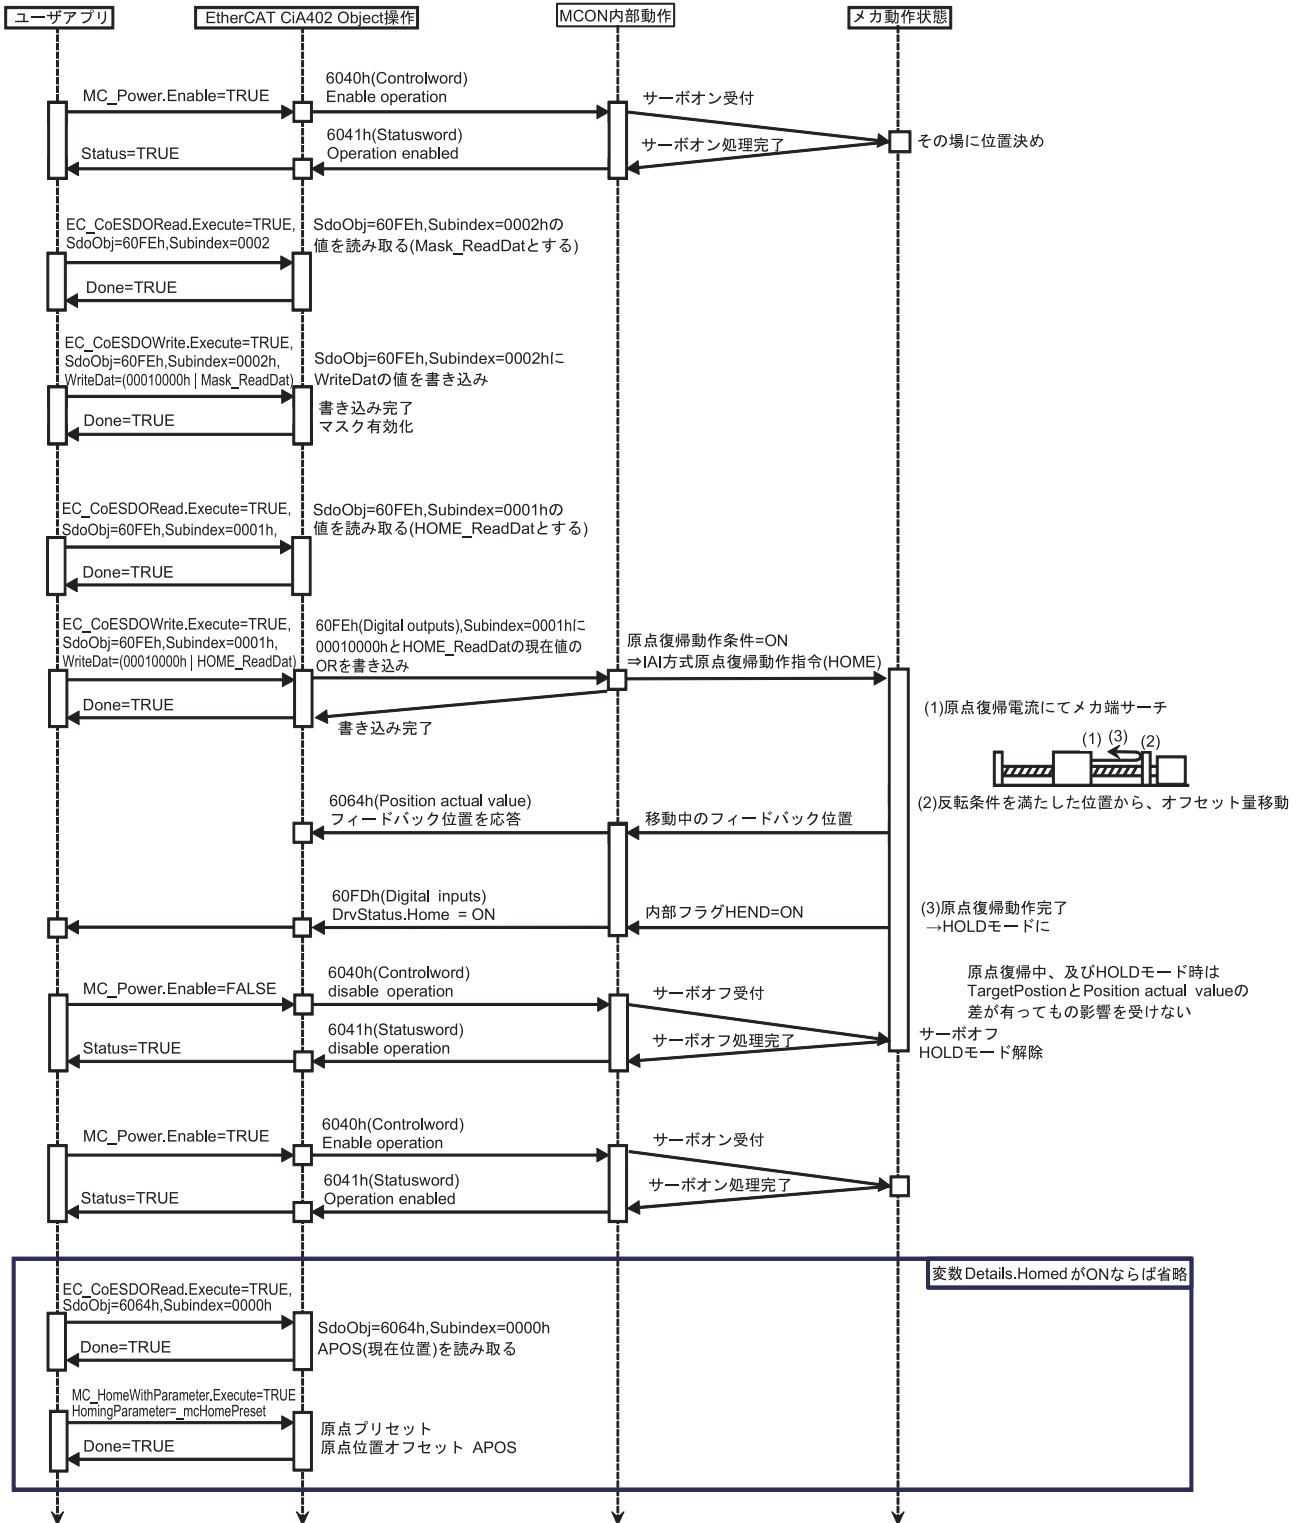 ユーザアプリ
EtherCAT CiA402 Object操作
MCON内部動作
メカ動作状態
MC_Power.Enable=TRUE
6040h(Controlword)
Enable operation
サーボオン受付
その場に位置決め
Status=TRUE
6041h(Statusword)
Operation enabled
サーボオン処理完了
EC_CoESDORead.Execute=TRUE,
SdoObj=60FEh,Subindex=0002
SdoObj=60FEh,Subindex=0002hの
値を読み取る(Mask_ReadDatとする)
Done=TRUE
EC_CoESDOWrite.Execute=TRUE,
SdoObj=60FEh,Subindex=0002h,
WriteDat=(00010000h | Mask_ReadDat)
SdoObj=60FEh,Subindex=0002hに
WriteDatの値を書き込み
Done=TRUE
書き込み完了
マスク有効化
EC_CoESDORead.Execute=TRUE,
SdoObj=60FEh,Subindex=0001h,
SdoObj=60FEh,Subindex=0001hの
値を読み取る(HOME_ReadDatとする)
Done=TRUE
EC_CoESDOWrite.Execute=TRUE,
SdoObj=60FEh,Subindex=0001h,
WriteDat=(00010000h | HOME_ReadDat)
60FEh(Digital outputs),Subindex=0001hに
00010000hとHOME_ReadDatの現在値の
ORを書き込み
原点復帰動作条件=ON
⇒IAI方式原点復帰動作指令(HOME)
Done=TRUE
書き込み完了
(1)原点復帰電流にてメカ端サーチ
(1) (3) (2)
(2)反転条件を満たした位置から、オフセット量移動
6064h(Position actual value)
フィードバック位置を応答
移動中のフィードバック位置
60FDh(Digital inputs)
DrvStatus.Home = ON
内部フラグHEND=ON
(3)原点復帰動作完了
→HOLDモードに
MC_Power.Enable=FALSE
6040h(Controlword)
disable operation
サーボオフ受付
原点復帰中、及びHOLDモード時は
TargetPostionとPosition actual valueの
差が有ってもの影響を受けない
Status=TRUE
6041h(Statusword)
disable operation
サーボオフ処理完了
サーボオフ
HOLDモード解除
MC_Power.Enable=TRUE
6040h(Controlword)
Enable operation
サーボオン受付
Status=TRUE
6041h(Statusword)
Operation enabled
サーボオン処理完了
変数Details.HomedがONならば省略
EC_CoESDORead.Execute=TRUE,
SdoObj=6064h,Subindex=0000h
SdoObj=6064h,Subindex=0000h
APOS(現在位置)を読み取る
Done=TRUE
MC_HomeWithParameter.Execute=TRUE
HomingParameter=_mcHomePreset
原点プリセット
原点位置オフセット APOS
Done=TRUE